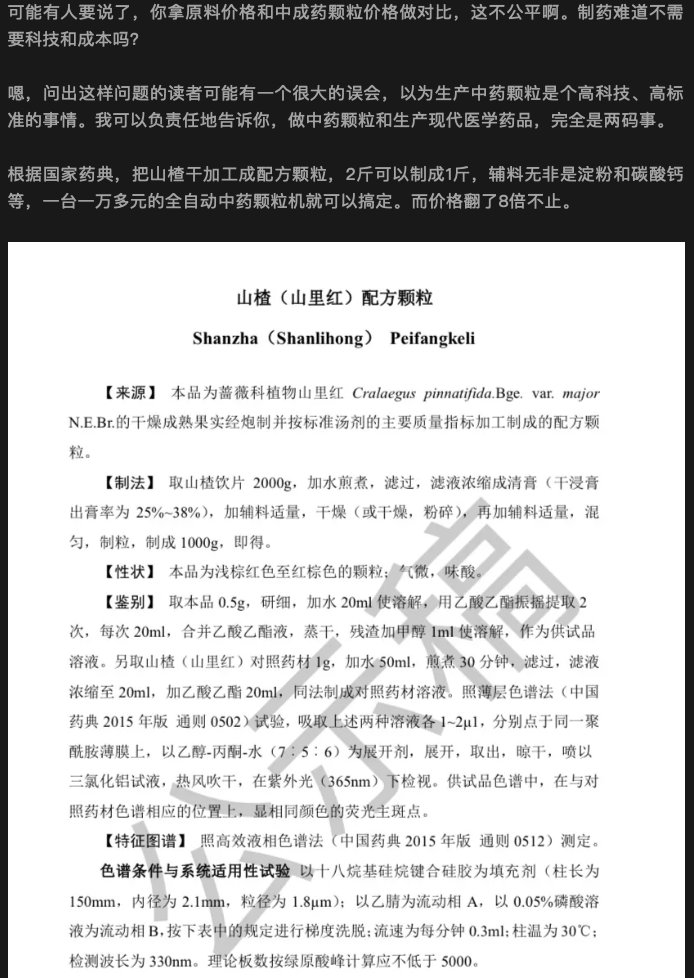 可能有人要说了，你拿原料价格和中成药颗粒价格做对比，这不公平啊。制药难道不需
要科技和成本吗？
嗯，问出这样问题的读者可能有一个很大的误会，以为生产中药颗粒是个高科技、高标
准的事情。我可以负责任地告诉你，做中药颗粒和生产现代医学药品，完全是两码事。
根据国家药典，把山楂干加工成配方颗粒，2斤可以制成1斤，辅料无非是淀粉和碳酸钙
等，一台一万多元的全自动中药颗粒机就可以搞定。而价格翻了8倍不止。
山楂（山里红）配方颗粒
Shanzha（Shanlihong） Peifangkeli
【来源】 本品为蔷薇科植物山里红 Cralaegus pinnatifida.Bge. var. major
N.E.Br.的干燥成熟果实经炮制并按标准汤剂的主要质量指标加工制成的配方颗
粒。
【制法】 取山楂饮片 2000g，加水煎煮，滤过，滤液浓缩成清膏（干浸膏
出膏率为 25%~38%），加辅料适量，干燥（或干燥，粉碎），再加辅料适量，混
匀，制粒，制成 1000g，即得。
【性状】 本品为浅棕红色至红棕色的颗粒；气微，味酸。
【鉴别】 取本品 0.5g，研细，加水 20ml 使溶解，用乙酸乙酯振摇提取 2
次，每次 20ml，合并乙酸乙酯液，蒸干，残渣加甲醇 1ml 使溶解，作为供试品
溶液。另取山楂（山里红）对照药材 1g，加水 50ml，煎煮 30 分钟，滤过，滤液
浓缩至 20ml，加乙酸乙酯 20ml，同法制成对照药材溶液。照薄层色谱法（中国
药典 2015 年版 通则 0502）试验，吸取上述两种溶液各 1~2μ1，分别点于同一聚
酰胺薄膜上，以乙醇-丙酮-水（7∶5∶6）为展开剂，展开，取出，晾干，喷以
三氯化铝试液，热风吹干，在紫外光（365nm）下检视。供试品色谱中，在与对
照药材色谱相应的位置上，显相同颜色的荧光主斑点。
【特征图谱】 照高效液相色谱法（中国药典 2015 年版 通则 0512）测定。
色谱条件与系统适用性试验 以十八烷基硅烷键合硅胶为填充剂（柱长为
150mm，内径为 2.1mm，粒径为 1.8μm）；以乙腈为流动相 A，以 0.05%磷酸溶
液为流动相 B，按下表中的规定进行梯度洗脱；流速为每分钟 0.3ml；柱温为 30℃；
检测波长为 330nm。理论板数按绿原酸峰计算应不低于 5000。
公示稿